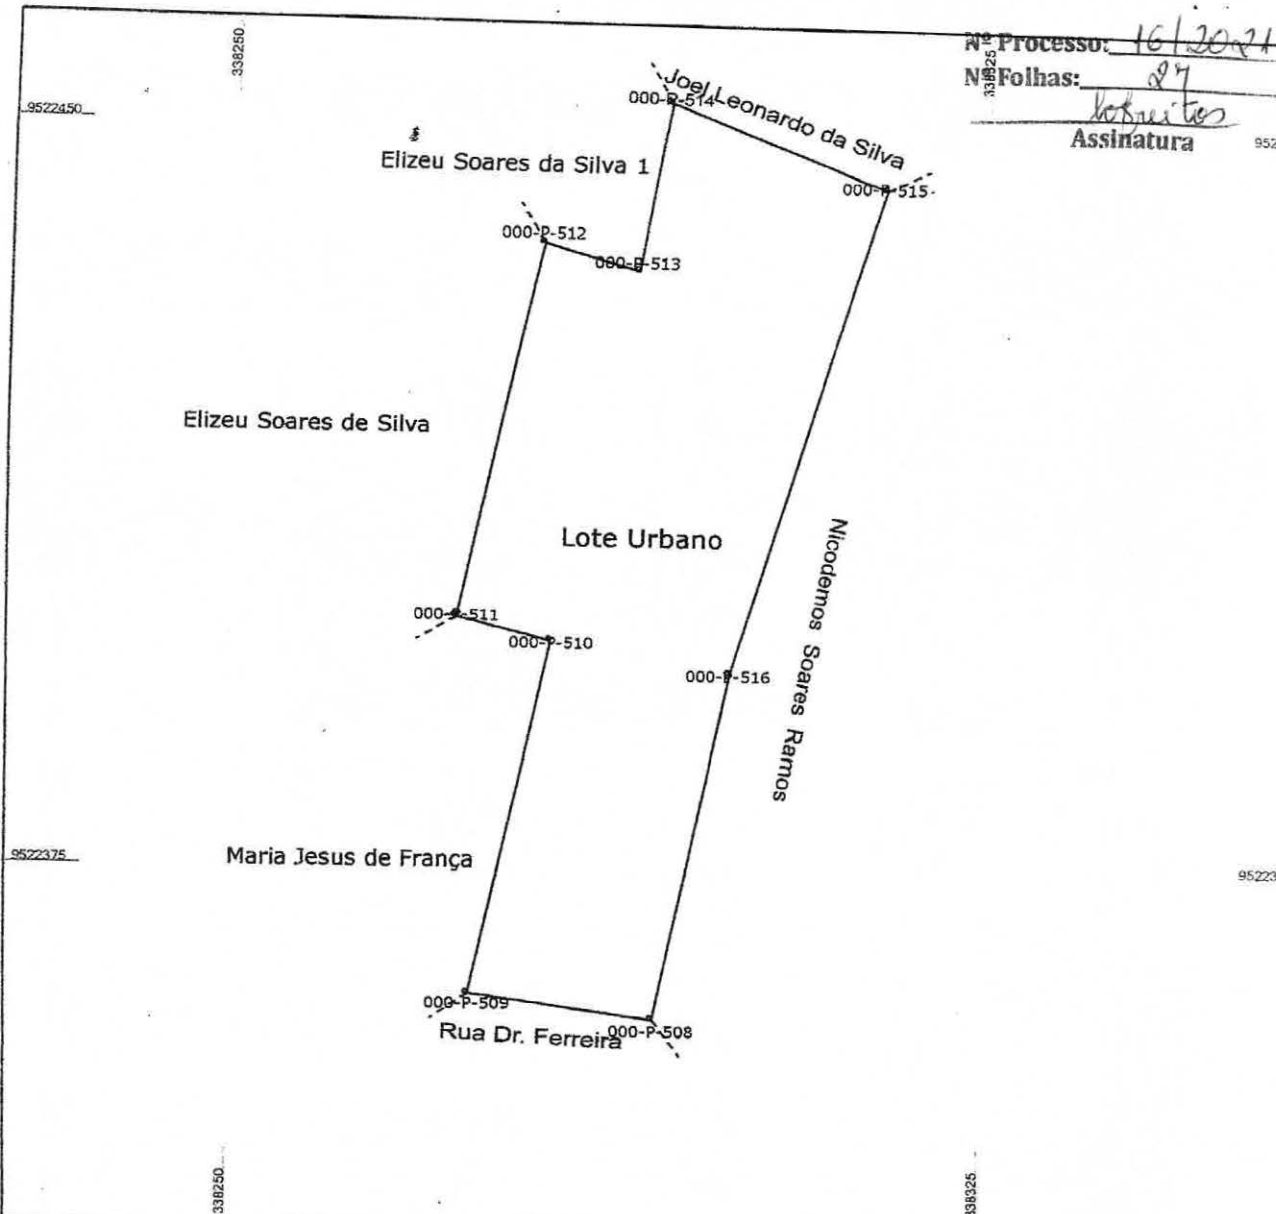 338250
Nº Processo: 16/2021
338325
Nº Folhas: 27
Assinatura
9522450
952
Joel Leonardo da Silva
000-P-514
Elizeu Soares da Silva 1
000-P-515
000-P-512
000-P-513
Elizeu Soares de Silva
Lote Urbano
Nicodemos Soares Ramos
000-P-511
000-P-510
000-P-516
9522375
Maria Jesus de França
95223
000-P-509
Rua Dr. Ferreira
000-P-508
338250
338325